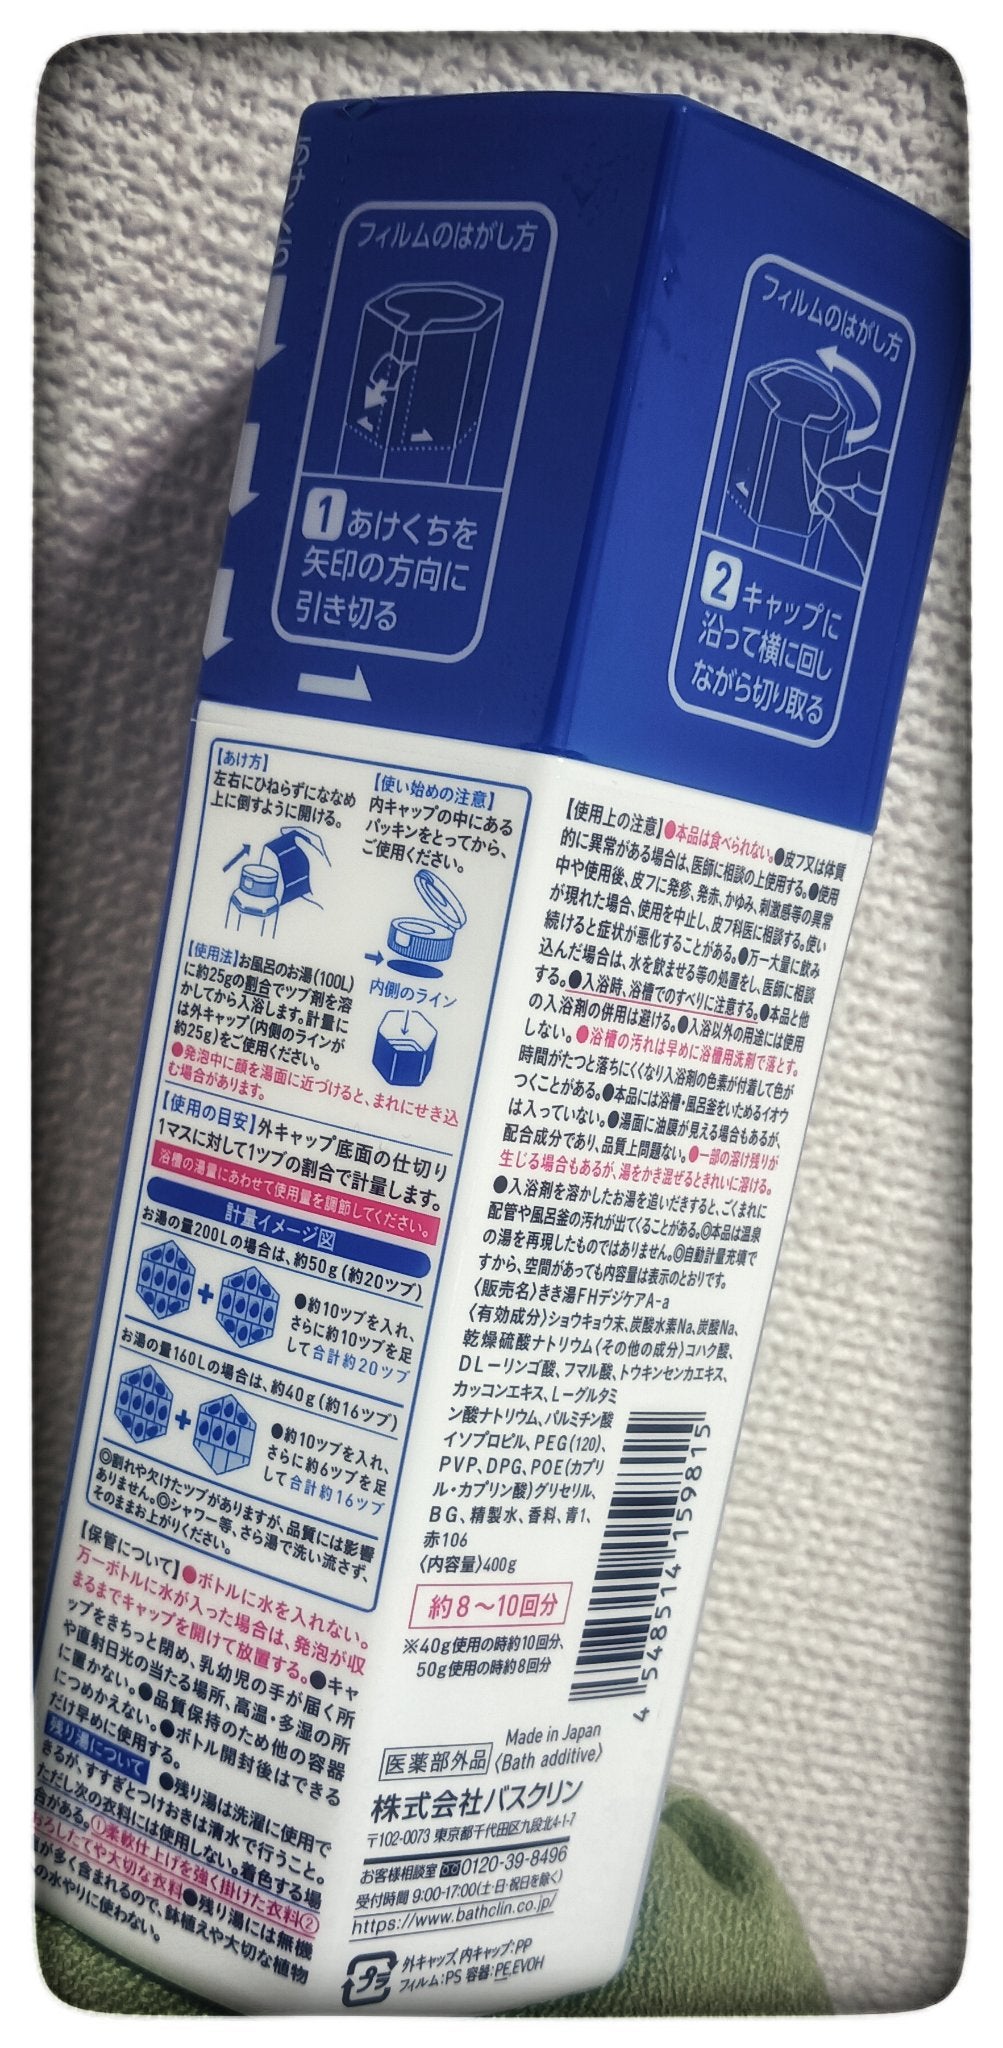 あけくち
フィルムのはがし方
1 あけくちを
矢印の方向に
引き切る
フィルムのはがし方
2 キャップに
沿って横に回し
ながら切り取る
【あけ方】
左右にひねらずにななめ
上に倒すように開ける。
【使い始めの注意】
内キャップの中にある
パッキンをとってから、
ご使用ください。
内側のライン
【使用法】お風呂のお湯(100L)
に約25gの割合でツブ剤を溶
かしてから入浴します。計量に
は外キャップ(内側のラインが
約25g)をご使用ください。
●発泡中に顔を湯面に近づけると、まれにせき込
む場合があります。
【使用の目安】外キャップ底面の仕切り
1マスに対して1ツブの割合で計量します。
浴槽の湯量にあわせて使用量を調節してください。
計量イメージ図
お湯の量200Lの場合は、約50g(約20ツブ)
+
●約10ツブを入れ、
さらに約10ツブを足
して合計約20ツブ
お湯の量160Lの場合は、約40g(約16ツブ)
+
●約10ツブを入れ、
さらに約6ツブを足
して合計約16ツブ
◎割れや欠けたツブがありますが、品質には影響
ありません。◎シャワー等、さら湯で洗い流さず、
そのままお上がりください。
【保管について】●ボトルに水を入れない。
万一ボトルに水が入った場合は、発泡が収
まるまでキャップを開けて放置する。●キャ
ップをきちっと閉め、乳幼児の手が届く所
や直射日光の当たる場所、高温・多湿の所
に置かない。●品質保持のため他の容器
につめかえない。●ボトル開封後はできる
だけ早めに使用する。
残り湯について ●残り湯は洗濯に使用で
きるが、すすぎとつけおきは清水で行うこと。
ただし次の衣料には使用しない。着色する場
合がある。①柔軟仕上げを強く掛けた衣料②
おろしたてや大切な衣料●残り湯には無機
が多く含まれるので、鉢植えや大切な植物
の水やりに使わない。
【使用上の注意】●本品は食べられない。●皮フ又は体質
的に異常がある場合は、医師に相談の上使用する。●使用
中や使用後、皮フに発疹、発赤、かゆみ、刺激感等の異常
が現れた場合、使用を中止し、皮フ科医に相談する。使い
続けると症状が悪化することがある。●万一大量に飲み
込んだ場合は、水を飲ませる等の処置をし、医師に相談
する。●入浴時、浴槽でのすべりに注意する。●本品と他
の入浴剤の併用は避ける。●入浴以外の用途には使用
しない。●浴槽の汚れは早めに浴槽用洗剤で落とす。
時間がたつと落ちにくくなり入浴剤の色素が付着して色が
つくことがある。●本品には浴槽・風呂釜をいためるイオウ
は入っていない。●湯面に油膜が見える場合もあるが、
配合成分であり、品質上問題ない。●一部の溶け残りが
生じる場合もあるが、湯をかき混ぜるときれいに溶ける。
●入浴剤を溶かしたお湯を追いだきすると、ごくまれに
配管や風呂釜の汚れが出てくることがある。◎本品は温泉
の湯を再現したものではありません。◎自動計量充填で
すから、空間があっても内容量は表示のとおりです。
〈販売名〉きき湯FHデジケアA-a
〈有効成分〉ショウキョウ末、炭酸水素Na、炭酸Na、
乾燥硫酸ナトリウム〈その他の成分〉コハク酸、
DL-リンゴ酸、フマル酸、トウキンセンカエキス、
カッコンエキス、L-グルタミ
ン酸ナトリウム、パルミチン酸
イソプロピル、PEG(120)、
PVP、DPG、POE(カプリ
ル・カプリン酸)グリセリル、
BG、精製水、香料、青1、
赤106
〈内容量〉400g
約8〜10回分
※40g使用の時約10回分、
50g使用の時約8回分
4 548514 159815
Made in Japan
医薬部外品 〈Bath additive〉
株式会社バスクリン
〒102-0073 東京都千代田区九段北4-1-7
お客様相談室 0120-39-8496
受付時間 9:00-17:00(土・日・祝日を除く)
https://www.bathclin.co.jp/
プラ 外キャップ、内キャップ:PP
フィルム:PS 容器:PE,EVOH